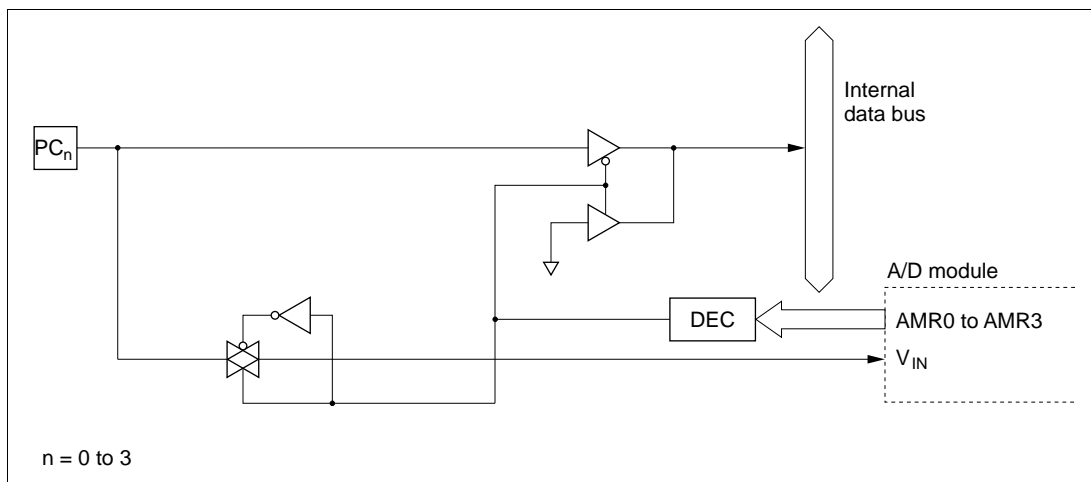 Internal
data bus
PCn
A/D module
DEC
AMR0 to AMR3
VIN
n = 0 to 3